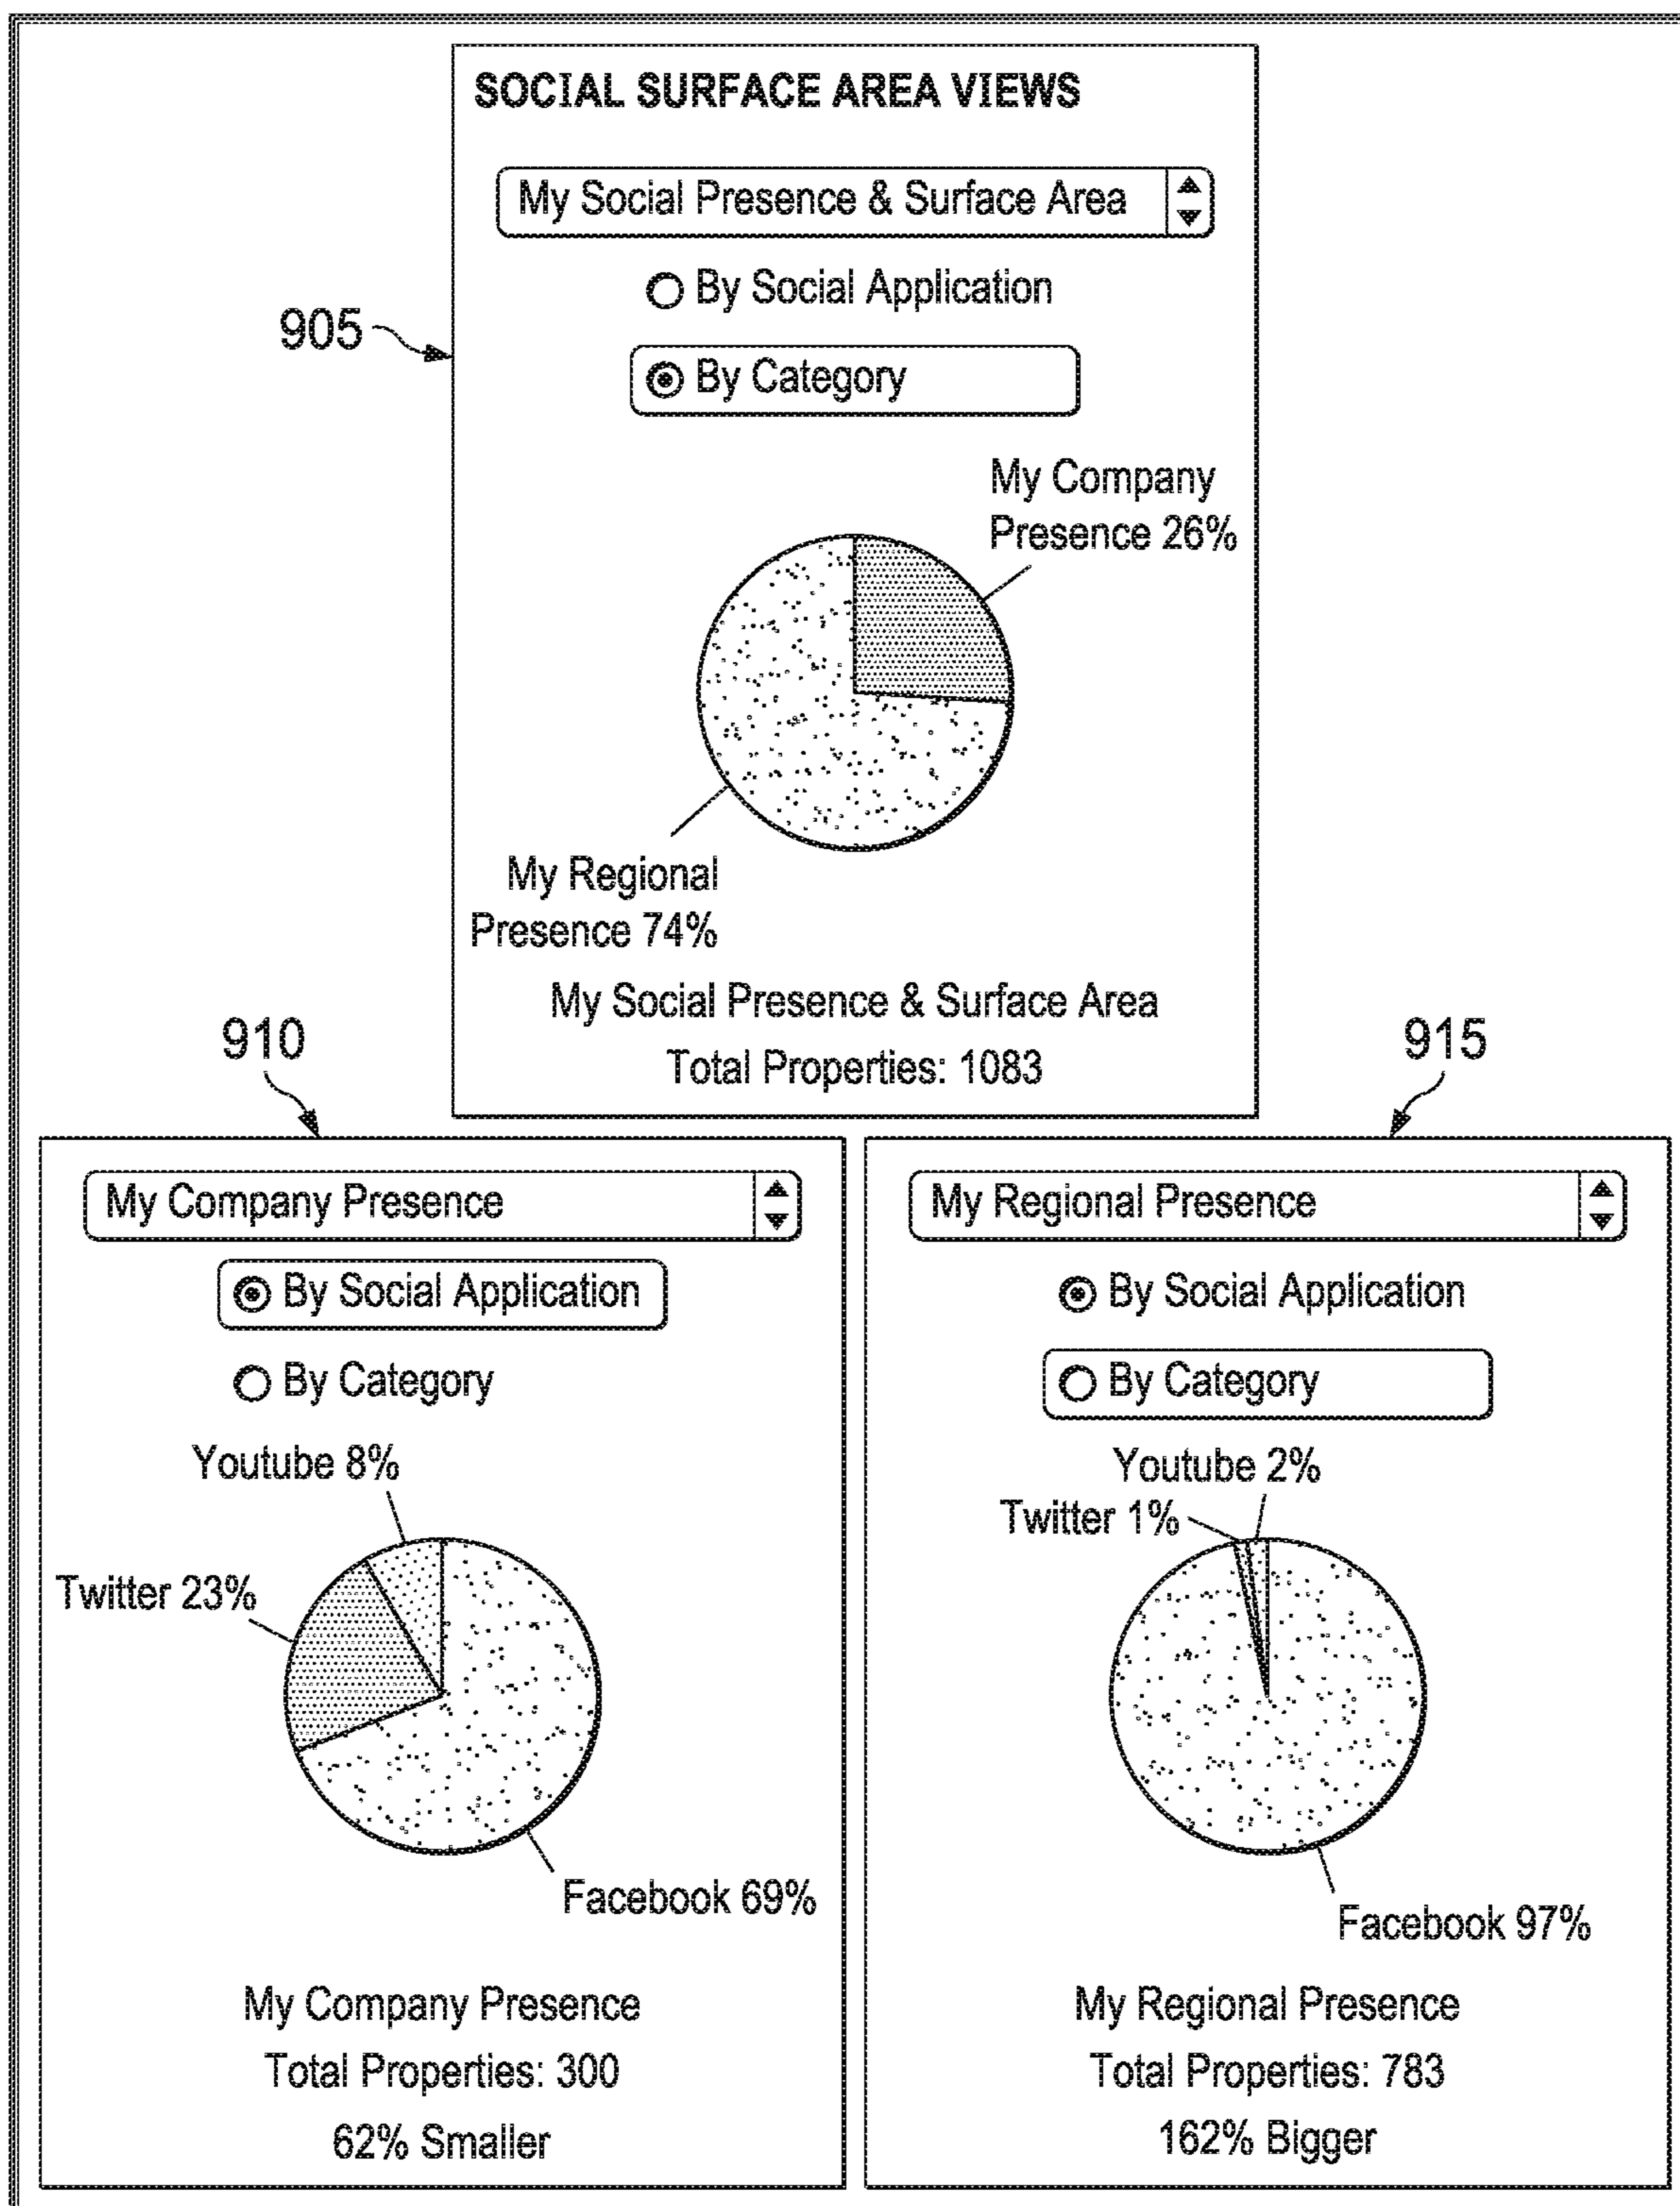 SOCIAL SURFACE AREA VIEWS
My Social Presence & Surface Area
By Social Application
905
By Category
My Company
Presence 26%
My Regional
Presence 74%
My Social Presence & Surface Area
Total Properties: 1083
910
My Company Presence
By Social Application
By Category
Youtube 8%
Twitter 23%
Facebook 69%
My Company Presence
Total Properties: 300
62% Smaller
915
My Regional Presence
By Social Application
By Category
Youtube 2%
Twitter 1%
Facebook 97%
My Regional Presence
Total Properties: 783
162% Bigger